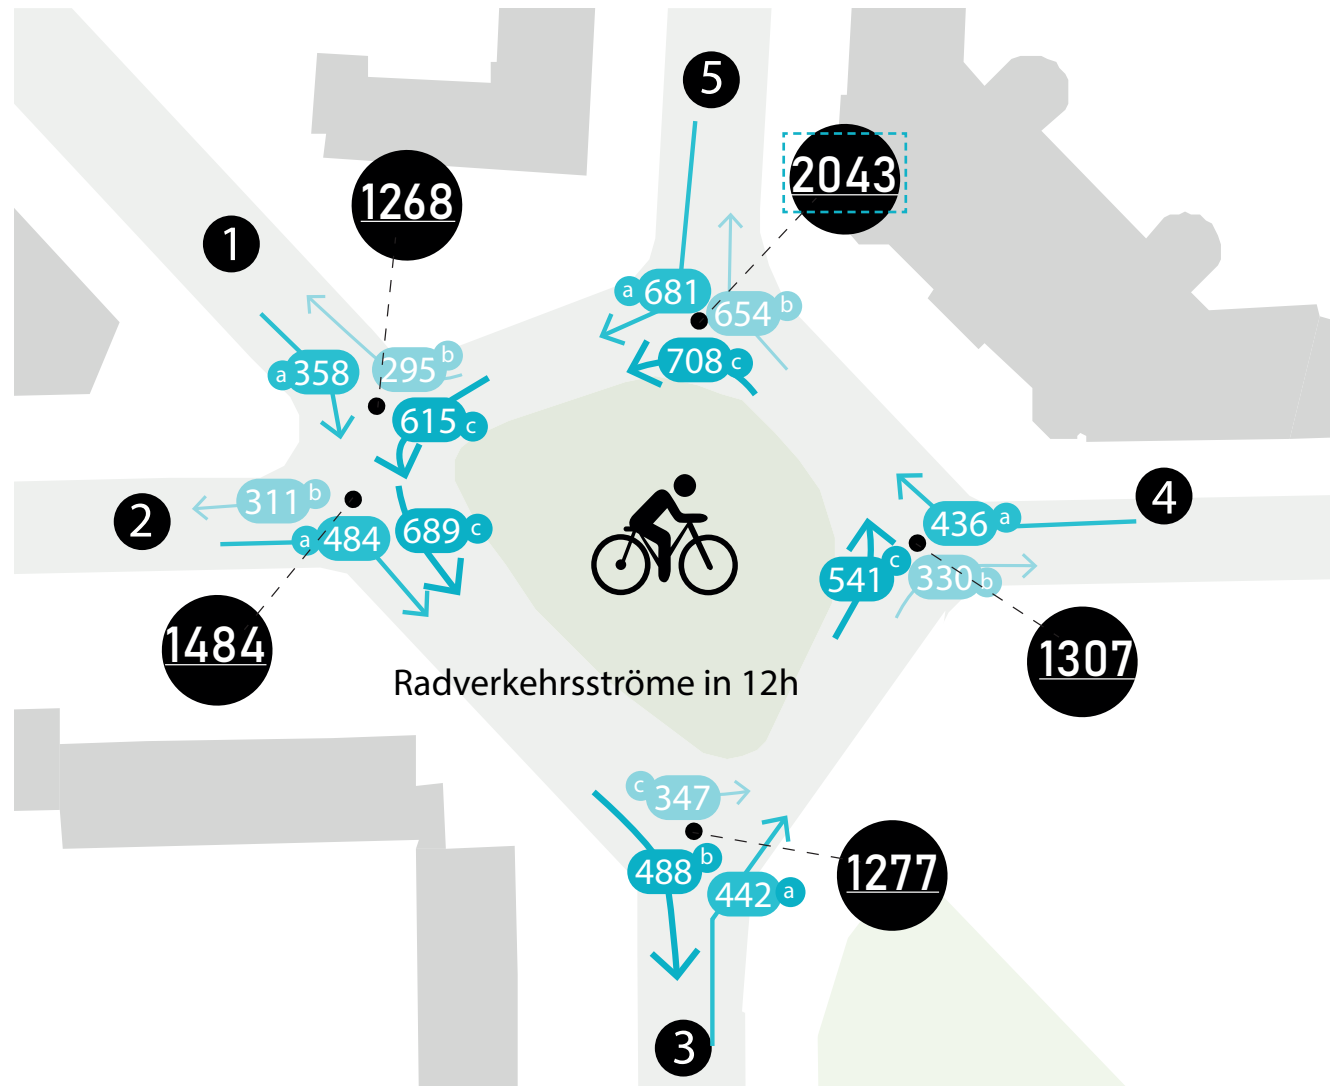 5
2043
1268
1
a 681
654 b
708 c
a 358
295 b
615 c
4
2
311 b
a 484
689 c
436 a
541 c
330 b
1484
1307
Radverkehrsströme in 12h
c 347
488 b
442 a
1277
3